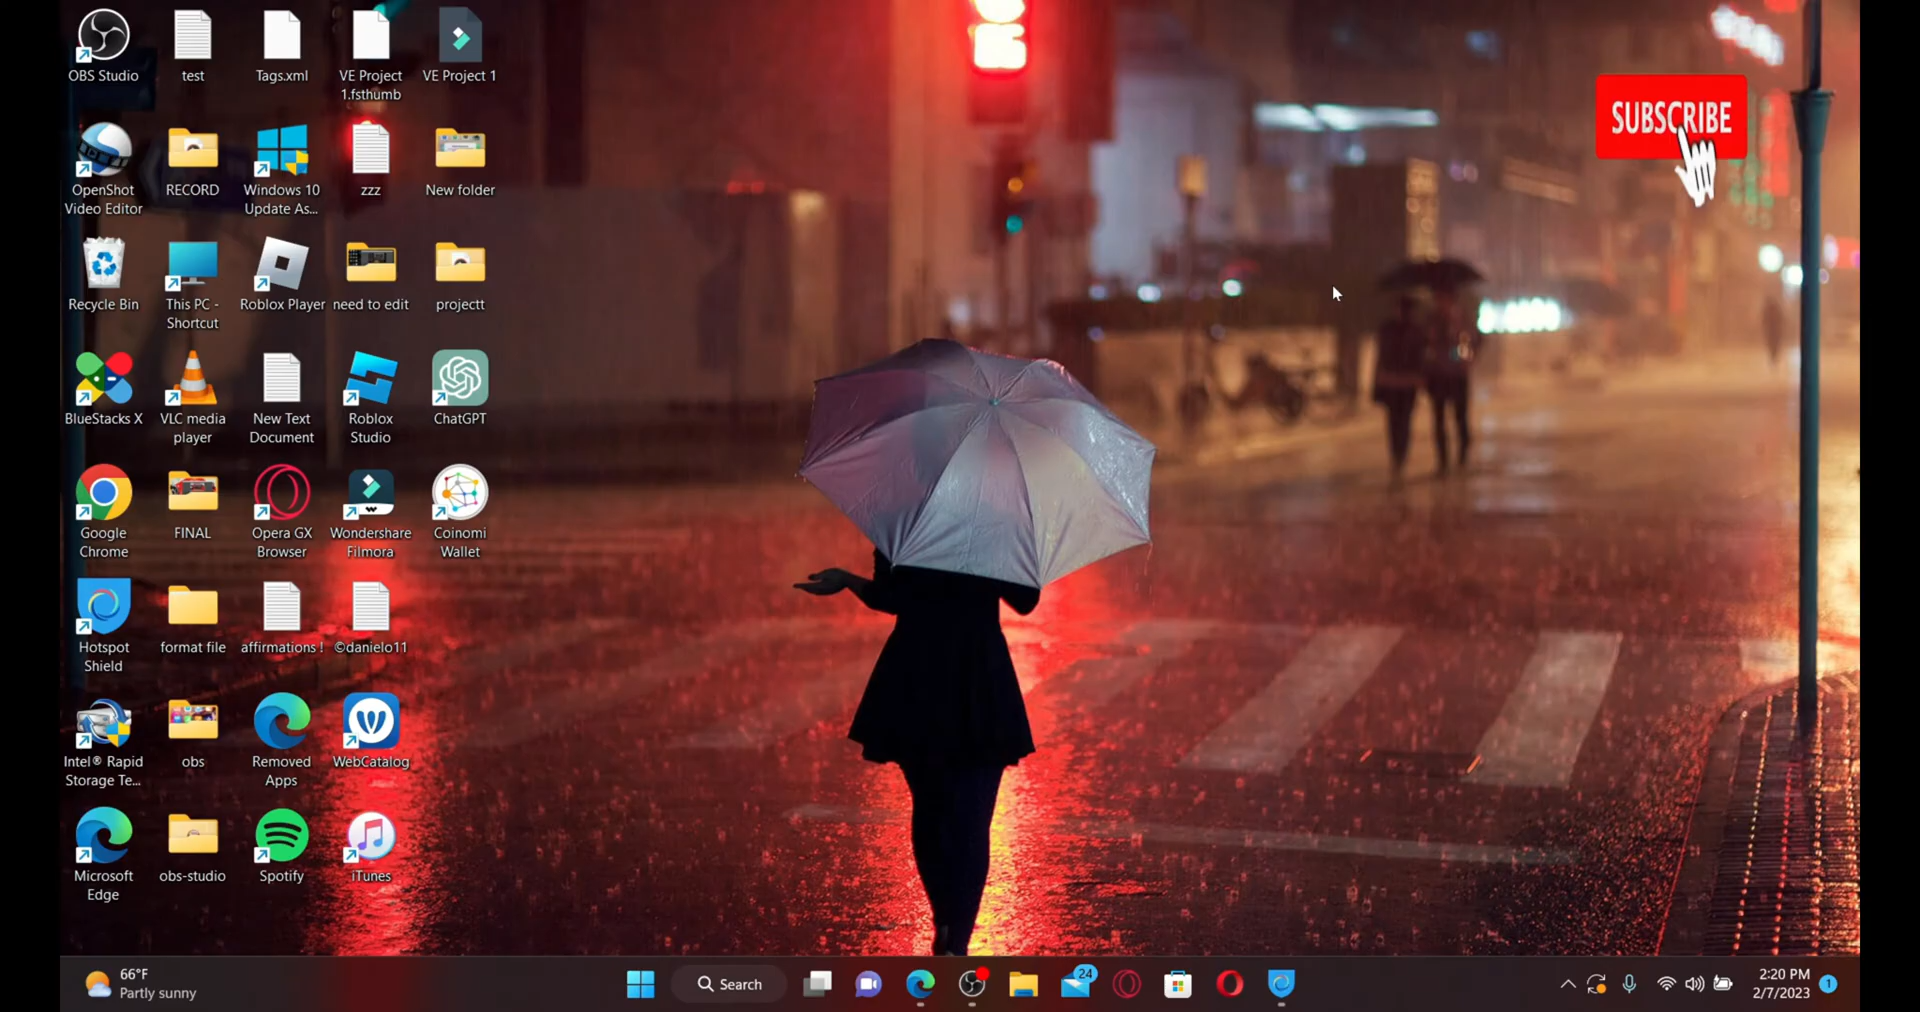 OBS Studio
test
Tags.xml
VE Project
1.fsthumb
VE Project 1
SUBSCRIBE
OpenShot
Video Editor
RECORD
Windows 10
Update As...
zzz
New folder
Recycle Bin
This PC -
Shortcut
Roblox Player
need to edit
projectt
BlueStacks X
VLC media
player
New Text
Document
Roblox
Studio
ChatGPT
Google
Chrome
FINAL
Opera GX
Browser
Wondershare
Filmora
Coinomi
Wallet
Hotspot
Shield
format file
affirmations !
©danielo11
Intel® Rapid
Storage Te...
obs
Removed
Apps
WebCatalog
Microsoft
Edge
obs-studio
Spotify
iTunes
66°F
Partly sunny
Search
24
2:20 PM
2/7/2023
1